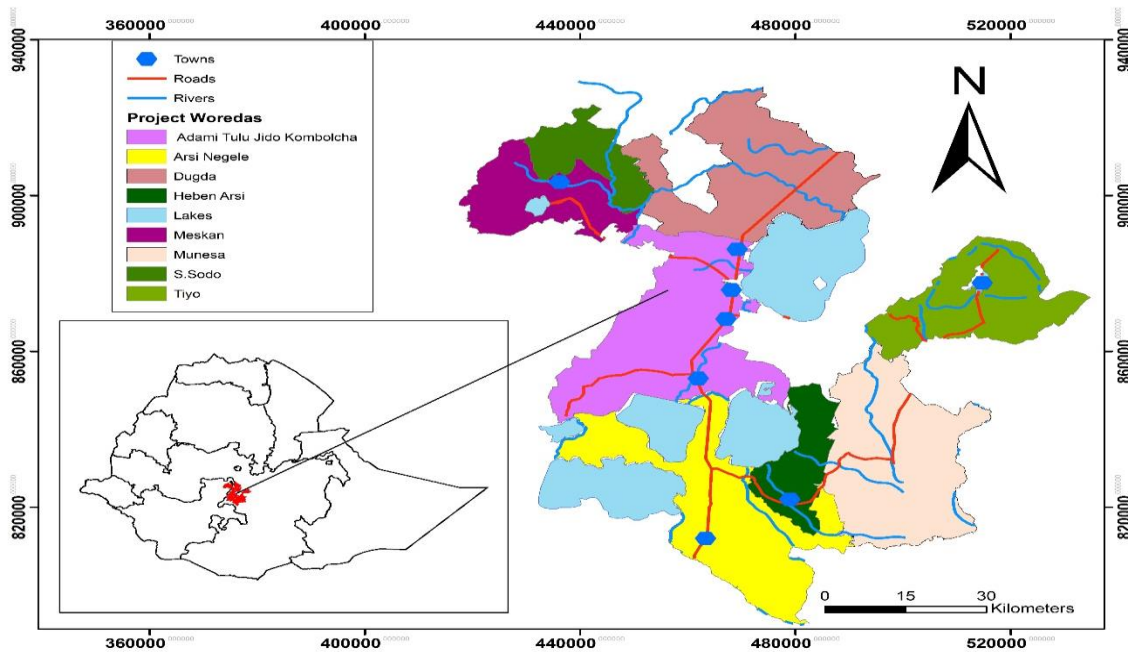 360000 400000 440000 480000 520000
940000 940000
Towns
Roads
Rivers
Project Woredas
Adami Tulu Jido Kombolcha
Arsi Negele
Dugda
Heben Arsi
Lakes
Meskan
Munesa
S.Sodo
Tiyo
N
900000 900000
860000 860000
820000 820000
0 15 30
Kilometers
360000 400000 440000 480000 520000